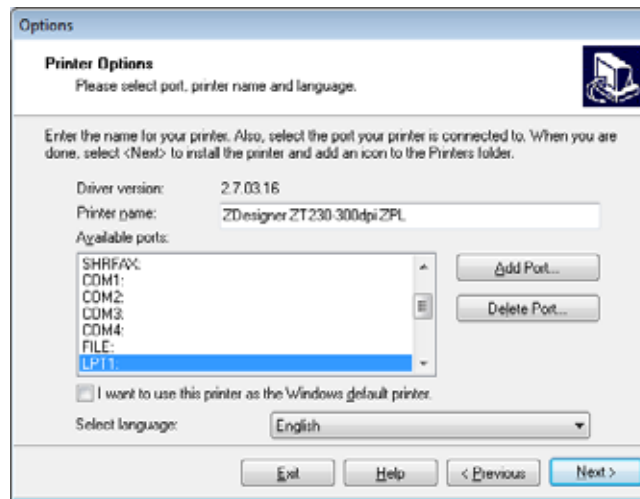 Options
Printer Options
Please select port, printer name and language.
Enter the name for your printer. Also, select the port your printer is connected to. When you are
done, select <Next> to install the printer and add an icon to the Printers folder.
Driver version: 2.7.03.16
Printer name: ZDesigner ZT230-300dpi ZPL
Available ports:
SHRFAX:
COM1:
COM2:
COM3:
COM4:
FILE:
LPT1:
Add Port...
Delete Port...
I want to use this printer as the Windows default printer.
Select language: English
Exit Help < Previous Next >